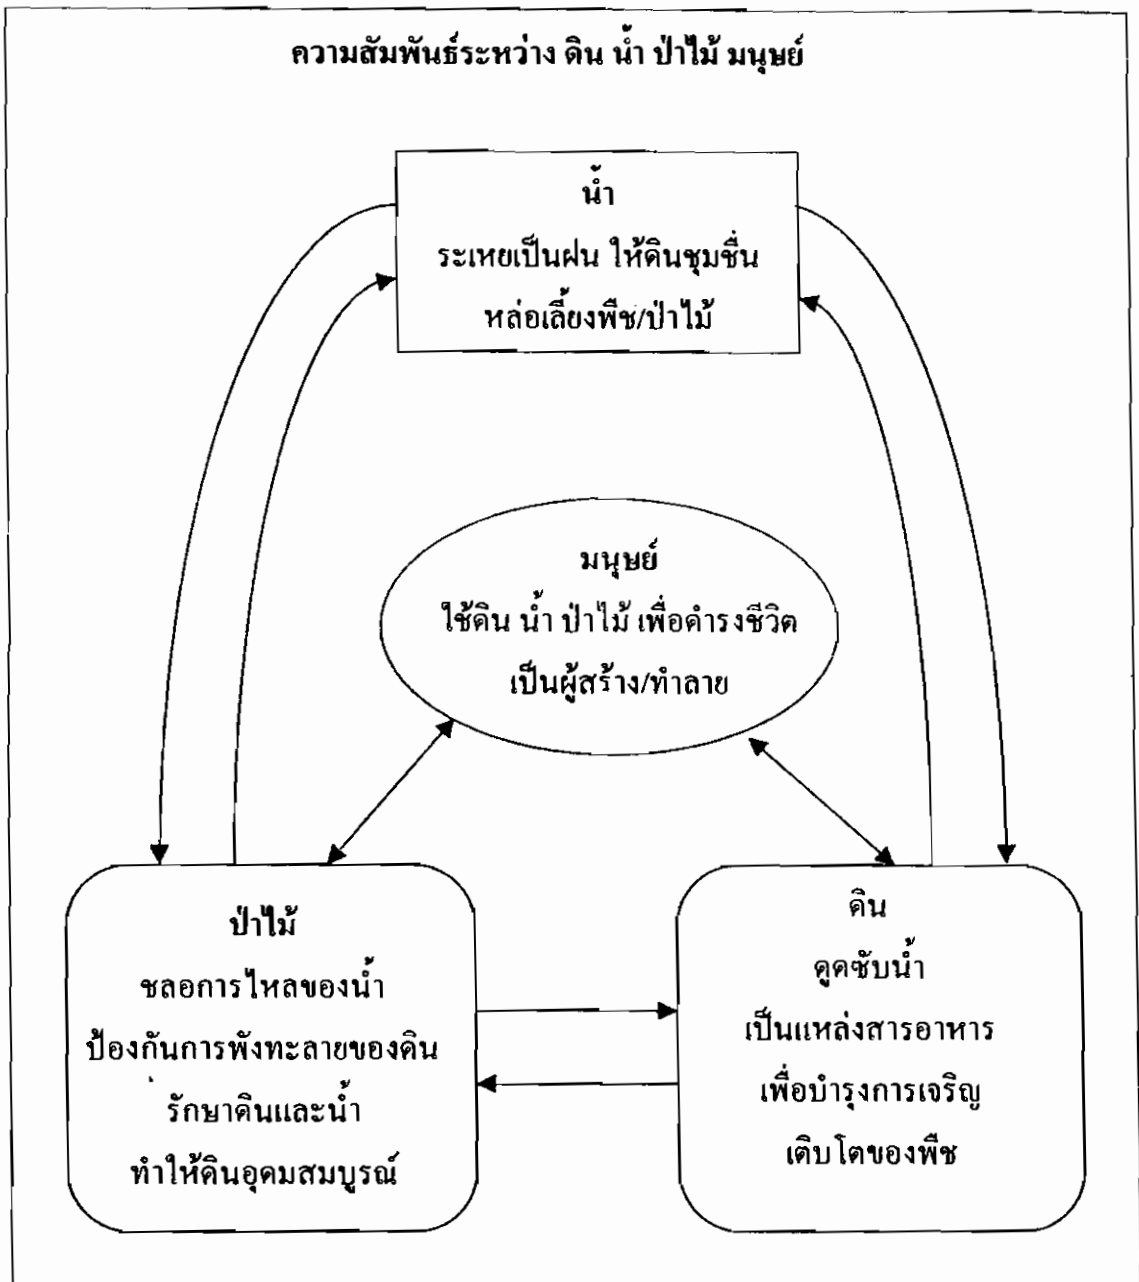 ความสัมพันธ์ระหว่าง ดิน น้ำ ป่าไม้ มนุษย์
น้ำ
ระเหยเป็นฝน ให้ดินชุมชื่น
หล่อเลี้ยงพืช/ป่าไม้
มนุษย์
ใช้ดิน น้ำ ป่าไม้ เพื่อดำรงชีวิต
เป็นผู้สร้าง/ทำลาย
ป่าไม้
ชลอการไหลของน้ำ
ป้องกันการพังทะลายของดิน
รักษาดินและน้ำ
ทำให้ดินอุดมสมบูรณ์
ดิน
ดูดซับน้ำ
เป็นแหล่งสารอาหาร
เพื่อบำรุงการเจริญ
เติบโตของพืช